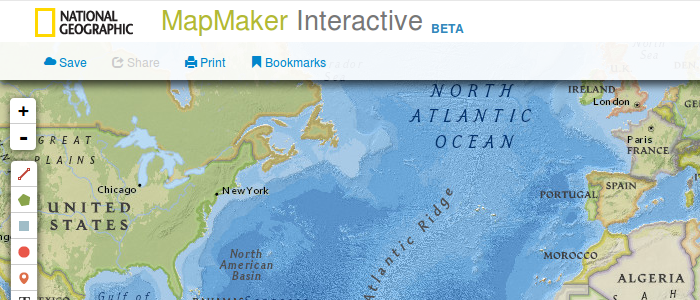 NATIONAL
GEOGRAPHIC
MapMaker Interactive BETA
Save
Share
Print
Bookmarks
NORTH
ATLANTIC
OCEAN
U.K.
IRELAND
London
Paris
FRANCE
GREAT
PLAINS
Chicago
New York
UNITED
STATES
PORTUGAL
SPAIN
Atlantic Ridge
North
American
Basin
MOROCCO
ALGERIA
Gulf of